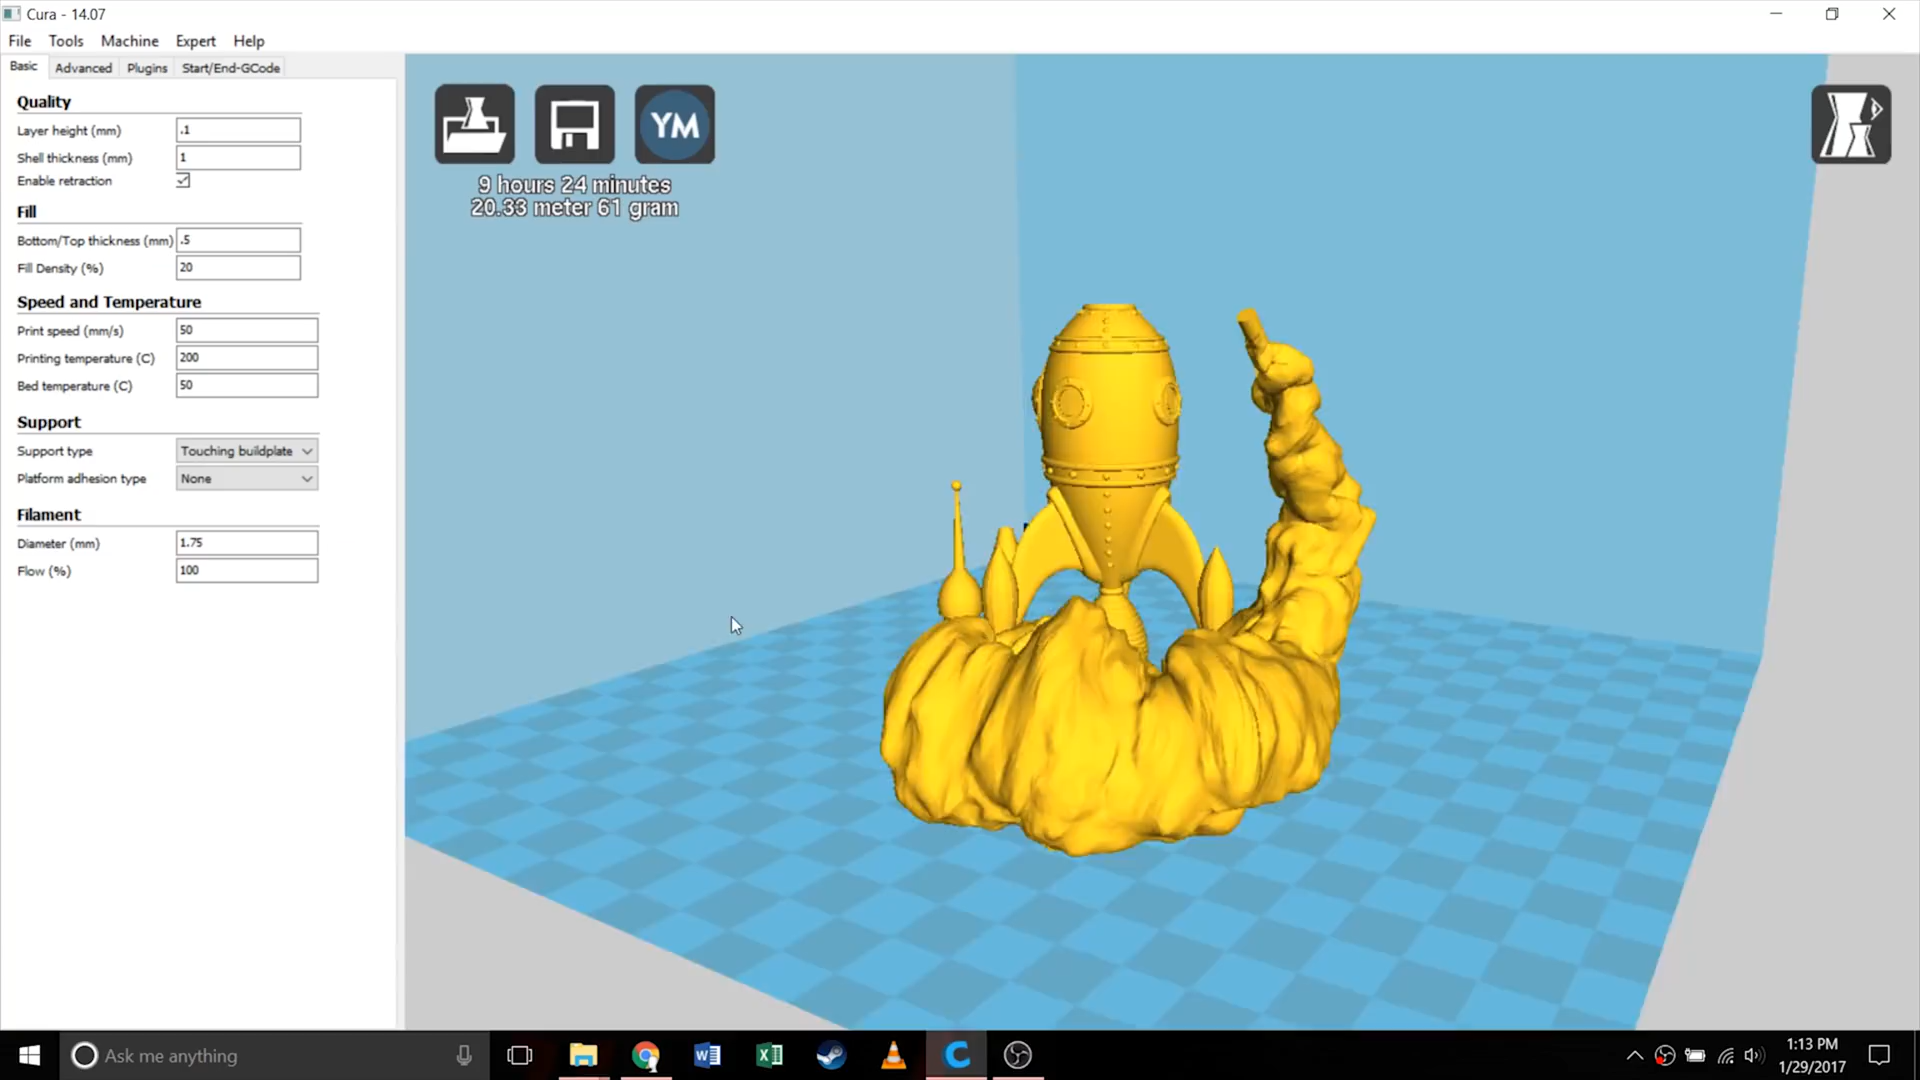 Cura - 14.07
File Tools Machine Expert Help
Basic Advanced Plugins Start/End-GCode
Quality
Layer height (mm) .1
Shell thickness (mm) 1
Enable retraction
Fill
Bottom/Top thickness (mm) .5
Fill Density (%) 20
Speed and Temperature
Print speed (mm/s) 50
Printing temperature (C) 200
Bed temperature (C) 50
Support
Support type Touching buildplate
Platform adhesion type None
Filament
Diameter (mm) 1.75
Flow (%) 100
YM
9 hours 24 minutes
20.33 meter 61 gram
Ask me anything
1:13 PM
1/29/2017